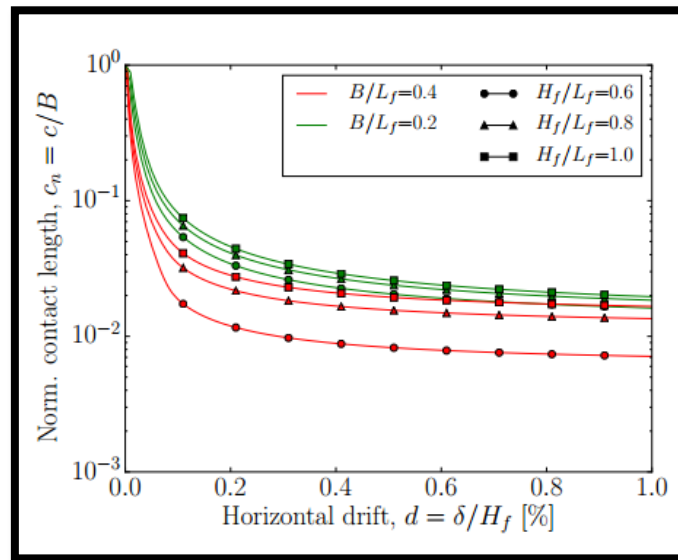 10^0
10^{-1}
10^{-2}
10^{-3}
Norm. contact length, c_n = c/B
B/L_f=0.4
B/L_f=0.2
H_f/L_f=0.6
H_f/L_f=0.8
H_f/L_f=1.0
0.0 0.2 0.4 0.6 0.8 1.0
Horizontal drift, d = δ/H_f [%]